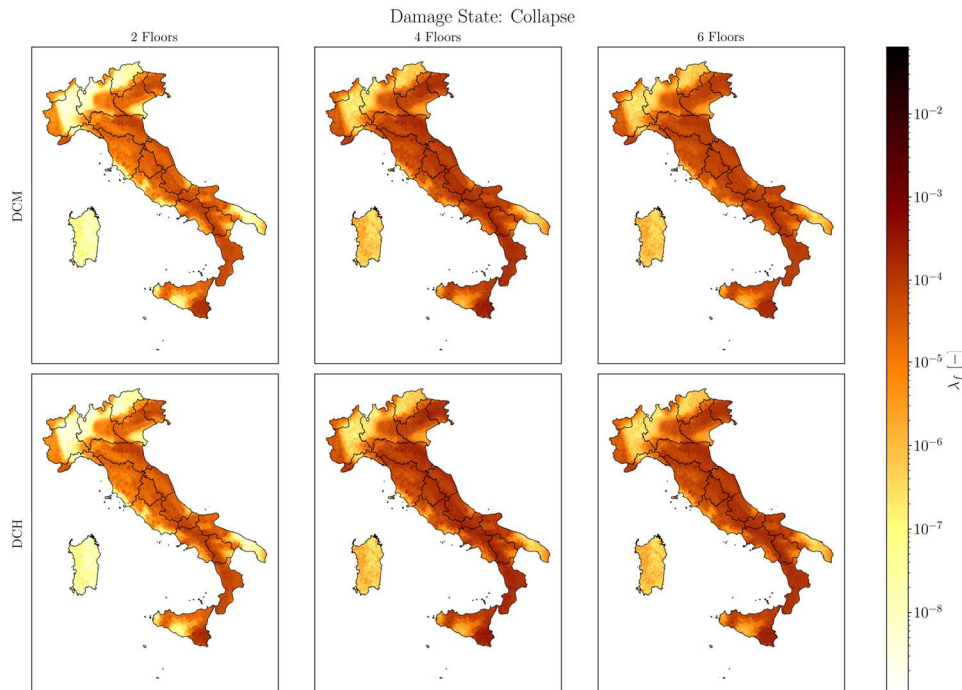 Damage State: Collapse
2 Floors
4 Floors
6 Floors
DCM
DCH
10⁻²
10⁻³
10⁻⁴
10⁻⁵
10⁻⁶
10⁻⁷
10⁻⁸
λf [−]